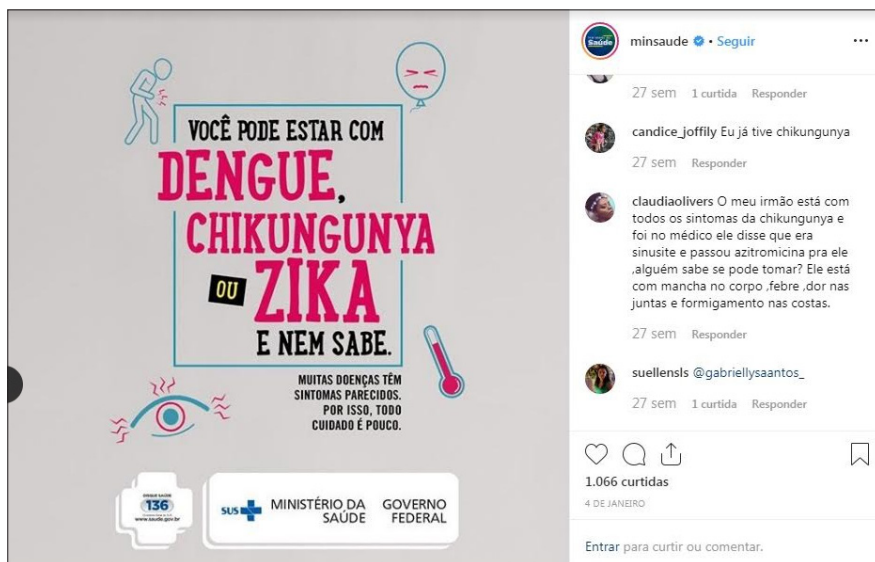 VOCÊ PODE ESTAR COM
DENGUE,
CHIKUNGUNYA
OU ZIKA
E NEM SABE.
MUITAS DOENÇAS TÊM
SINTOMAS PARECIDOS.
POR ISSO, TODO
CUIDADO É POUCO.
DISQUE SAÚDE
136
www.saude.gov.br
SUS
MINISTÉRIO DA
SAÚDE
GOVERNO
FEDERAL
Saúde
minsaude • Seguir
27 sem 1 curtida Responder
candice_joffily Eu já tive chikungunya
27 sem Responder
claudiaolivers O meu irmão está com
todos os sintomas da chikungunya e
foi no médico ele disse que era
sinusite e passou azitromicina pra ele
,alguém sabe se pode tomar? Ele está
com mancha no corpo ,febre ,dor nas
juntas e formigamento nas costas.
27 sem Responder
suellensls @gabriellysaantos_
27 sem 1 curtida Responder
1.066 curtidas
4 DE JANEIRO
Entrar para curtir ou comentar.